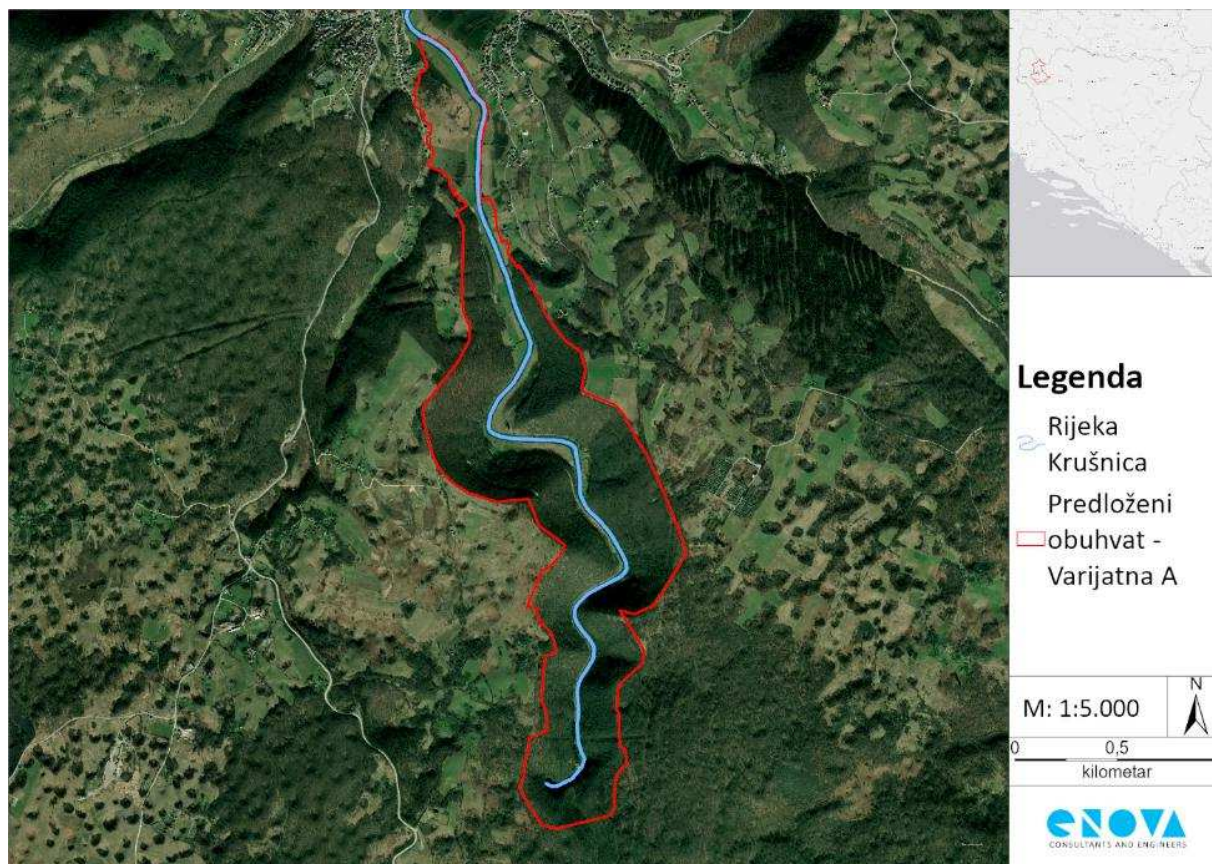 Legenda
Rijeka
Krušnica
Predloženi
obuhvat -
Varijatna A
M: 1:5.000
N
0 0,5
kilometar
eNOVA
CONSULTANTS AND ENGINEERS